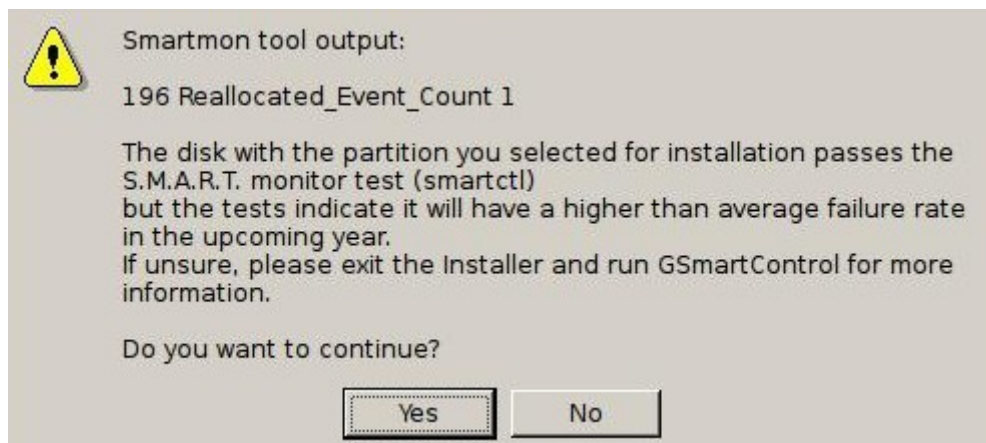 Smartmon tool output:
196 Reallocated_Event_Count 1
The disk with the partition you selected for installation passes the
S.M.A.R.T. monitor test (smartctl)
but the tests indicate it will have a higher than average failure rate
in the upcoming year.
If unsure, please exit the Installer and run GSmartControl for more
information.
Do you want to continue?
Yes
No